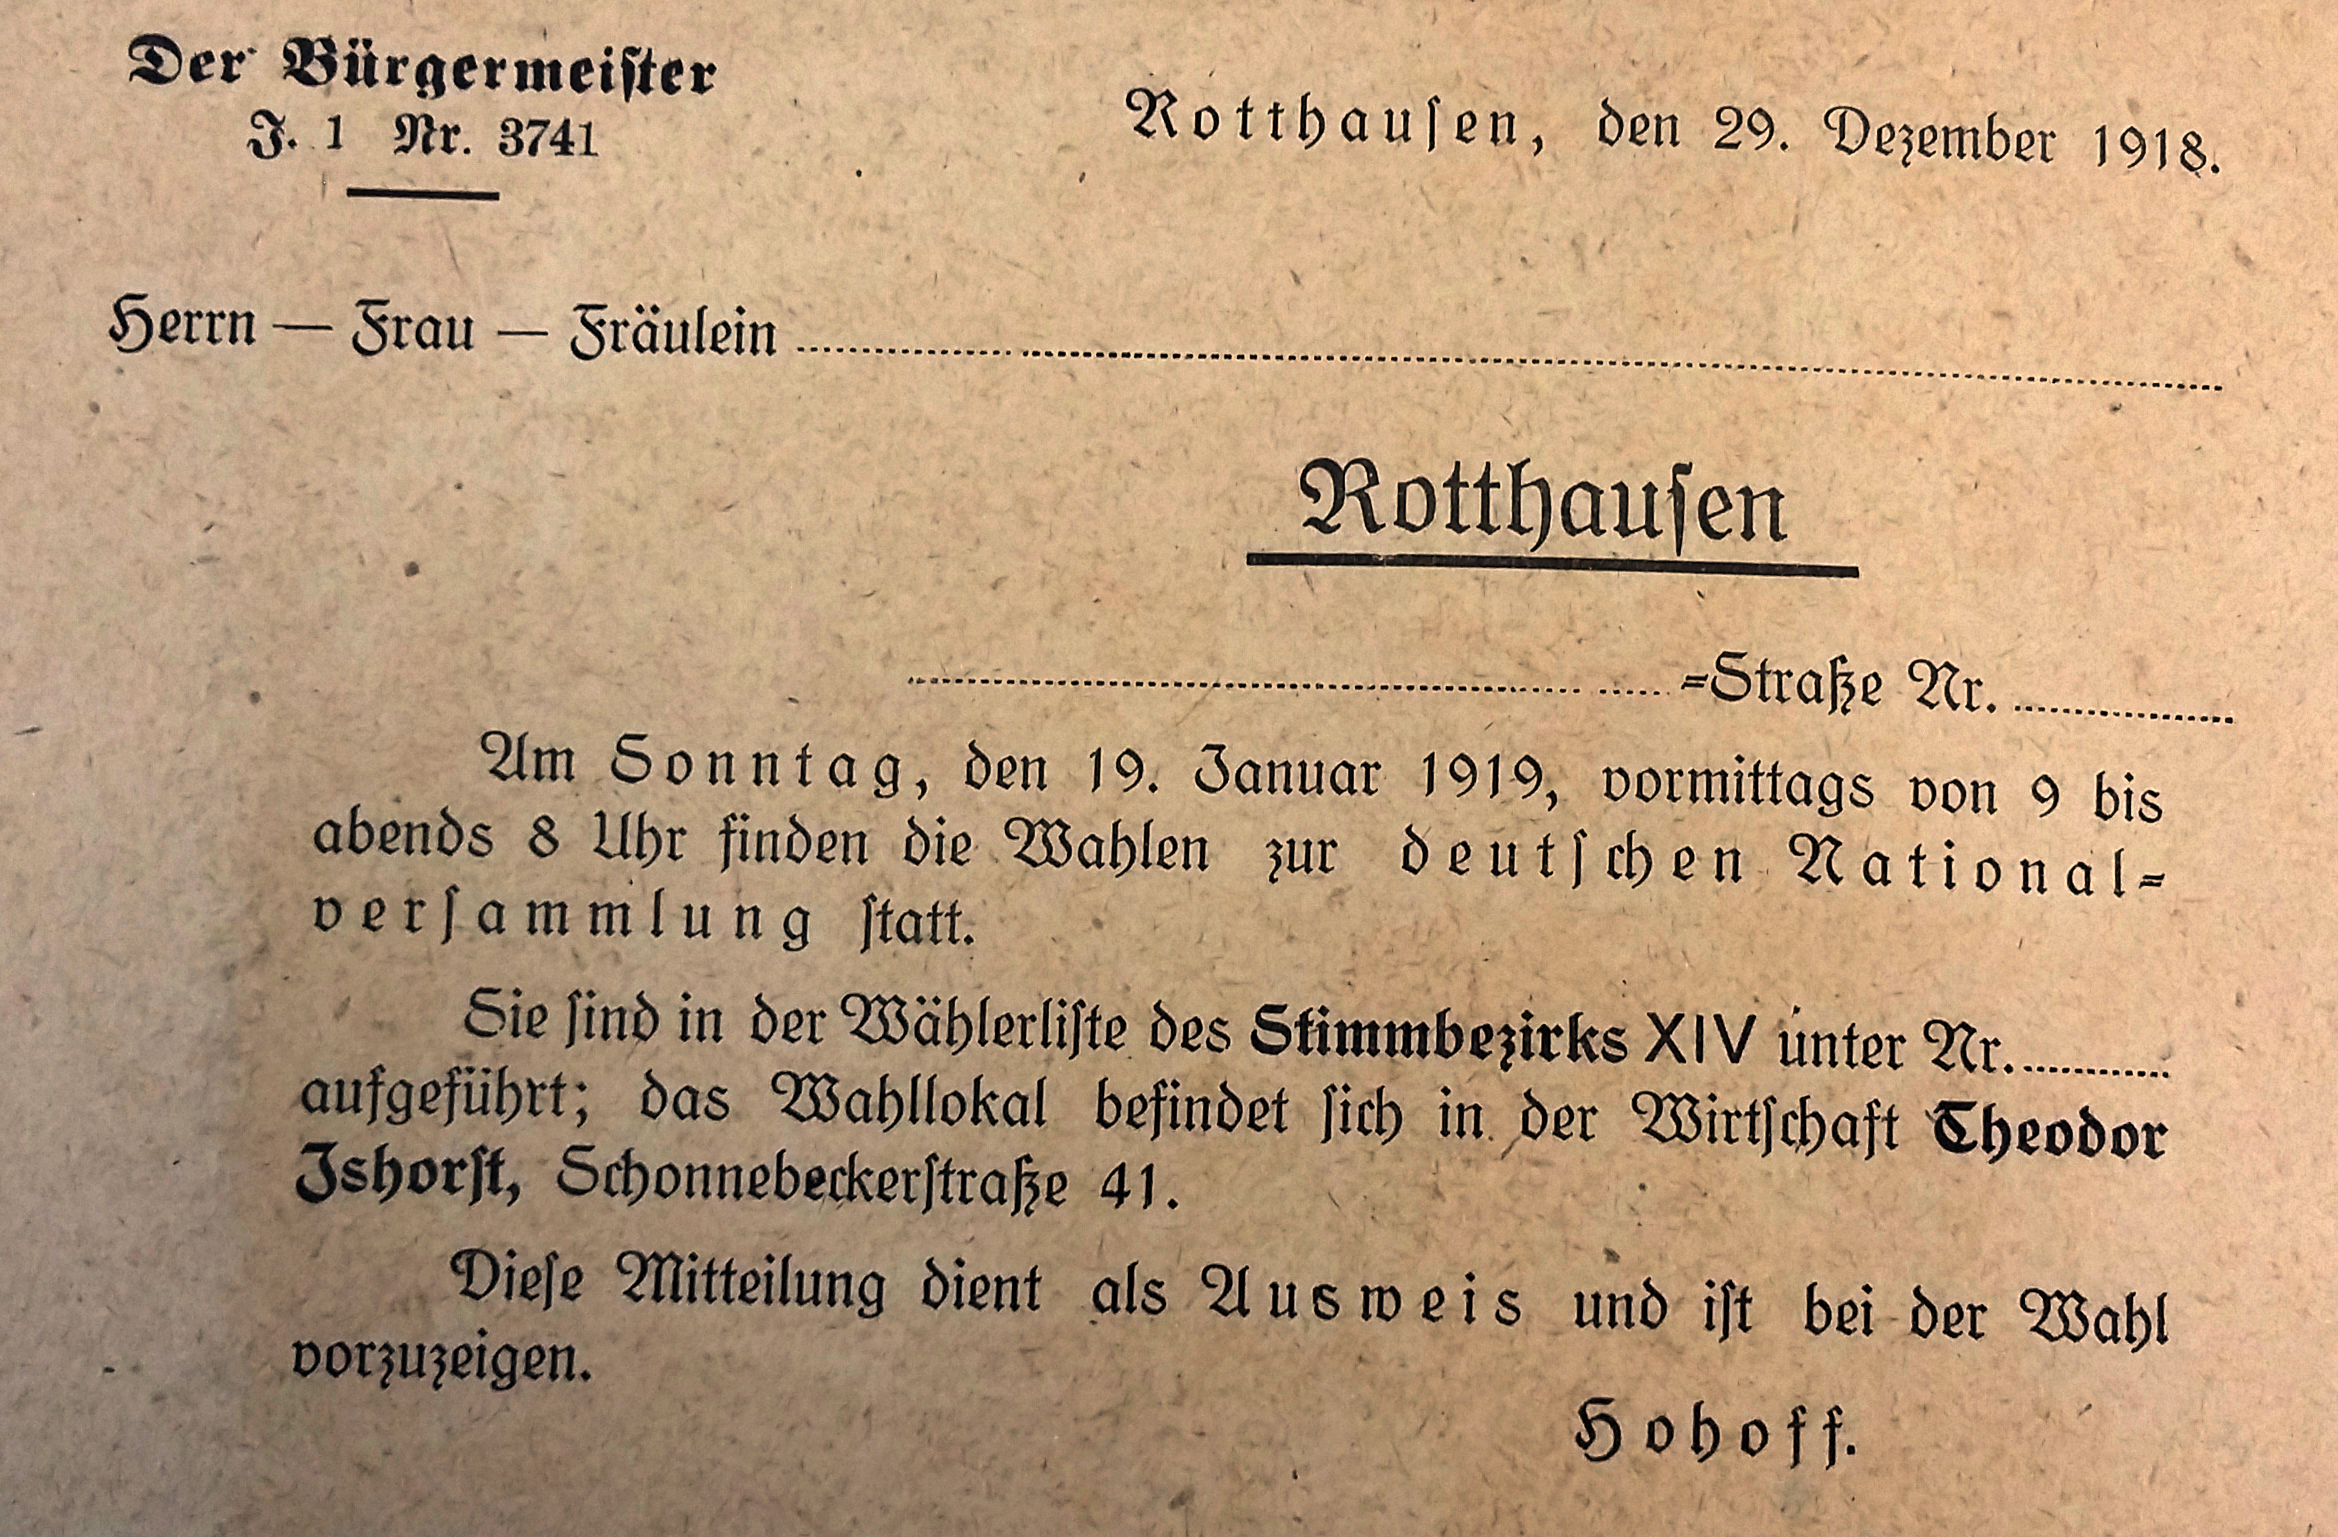 Der Bürgermeiſter
J. 1 Nr. 3741
Rotthauſen, den 29. Dezember 1918.
Herrn — Frau — Fräulein
Rotthauſen
=Straße Nr.
Am Sonntag, den 19. Januar 1919, vormittags von 9 bis
abends 8 Uhr finden die Wahlen zur deutſchen National=
verſammlung ſtatt.
Sie ſind in der Wählerliſte des Stimmbezirks XIV unter Nr.
aufgeführt; das Wahllokal befindet ſich in der Wirtſchaft Theodor
Ishorſt, Schonnebeckerſtraße 41.
Dieſe Mitteilung dient als Ausweis und iſt bei der Wahl
vorzuzeigen.
Hohoff.